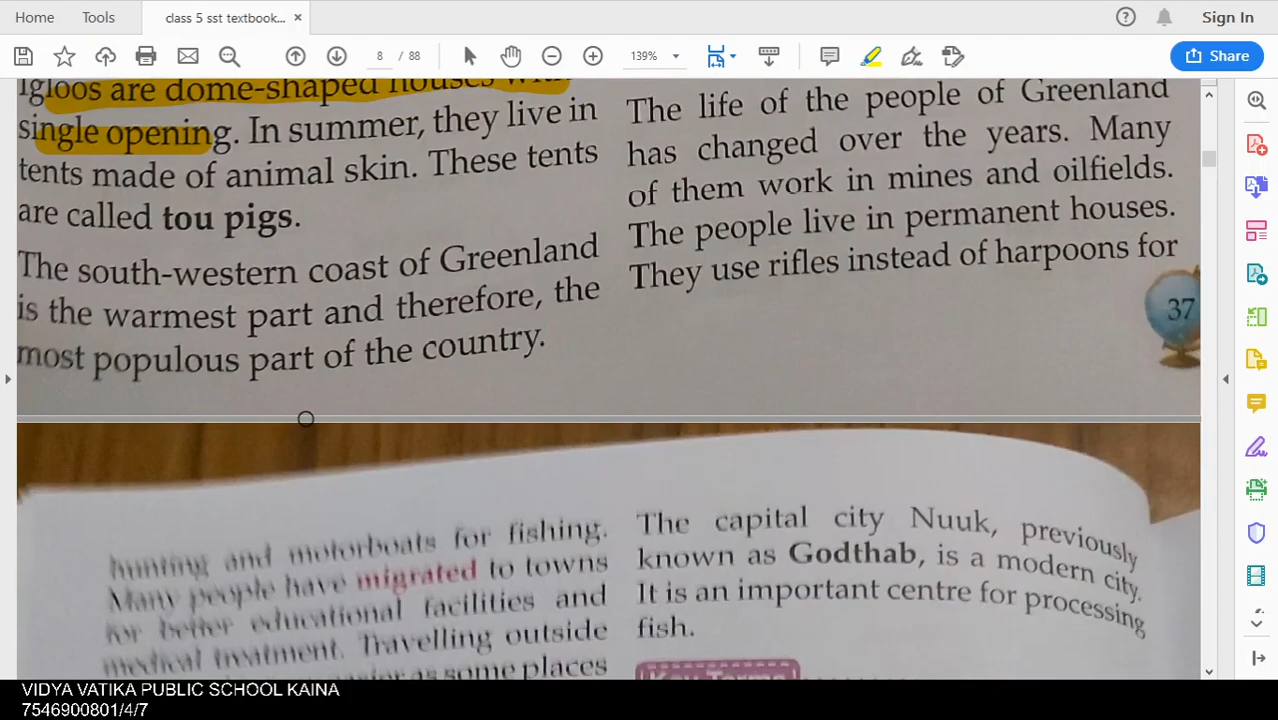 Home
Tools
class 5 sst textbook...
Sign In
8 / 88
139%
Share
Igloos are dome-shaped houses with
single opening. In summer, they live in
tents made of animal skin. These tents
are called tou pigs.
The south-western coast of Greenland
is the warmest part and therefore, the
most populous part of the country.
The life of the people of Greenland
has changed over the years. Many
of them work in mines and oilfields.
The people live in permanent houses.
They use rifles instead of harpoons for
37
hunting and motorboats for fishing.
Many people have migrated to towns
for better educational facilities and
medical treatment. Travelling outside
as some places
The capital city Nuuk, previously
known as Godthab, is a modern city.
It is an important centre for processing
fish.
Key Terms
VIDYA VATIKA PUBLIC SCHOOL KAINA
7546900801/4/7